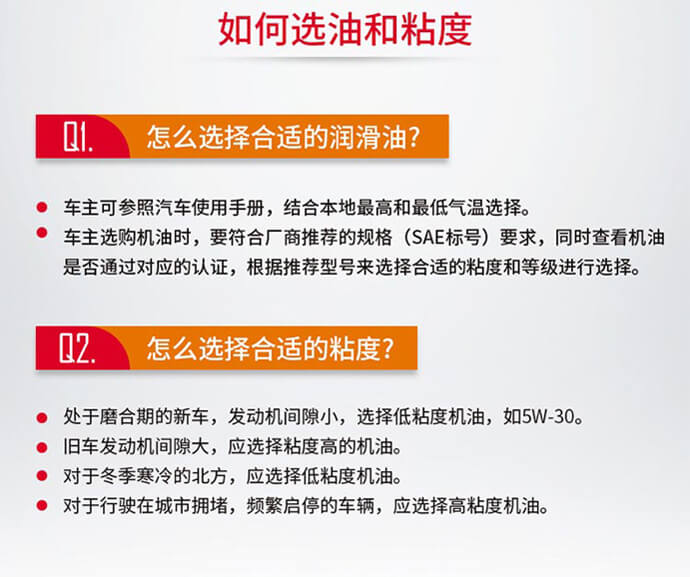 如何选油和粘度
Q1.
怎么选择合适的润滑油?
车主可参照汽车使用手册，结合本地最高和最低气温选择。
车主选购机油时，要符合厂商推荐的规格（SAE标号）要求，同时查看机油
是否通过对应的认证，根据推荐型号来选择合适的粘度和等级进行选择。
Q2.
怎么选择合适的粘度?
处于磨合期的新车，发动机间隙小，选择低粘度机油，如5W-30。
旧车发动机间隙大，应选择粘度高的机油。
对于冬季寒冷的北方，应选择低粘度机油。
对于行驶在城市拥堵，频繁启停的车辆，应选择高粘度机油。